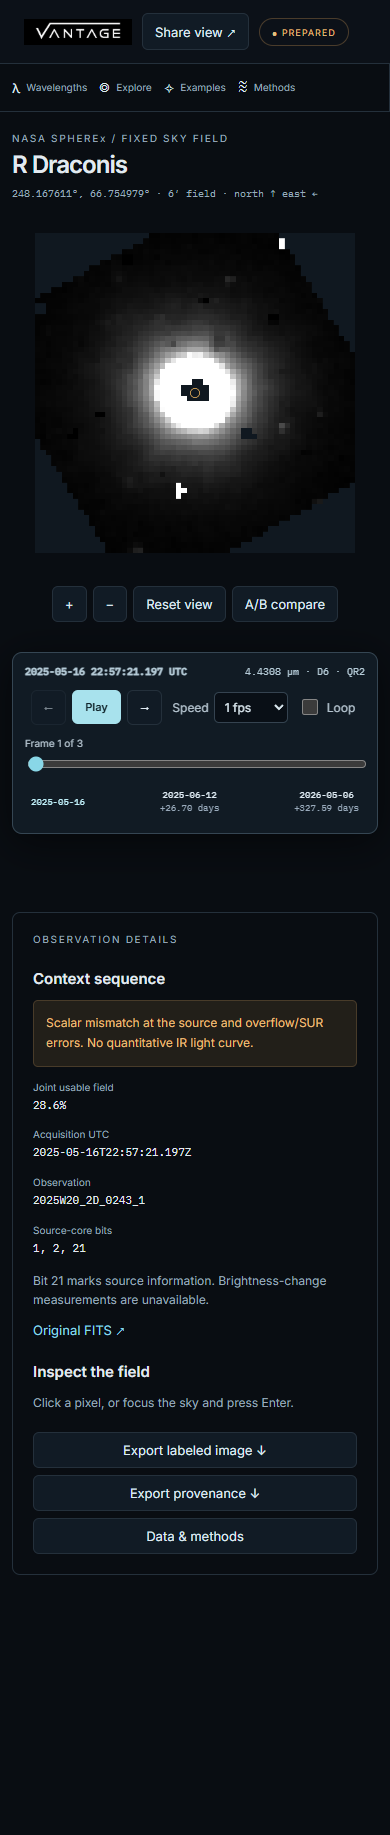 VANTAGE
Share view ↗
● PREPARED
λ Wavelengths
Explore
Examples
Methods
NASA SPHEREx / FIXED SKY FIELD
R Draconis
248.167611°, 66.754979° · 6′ field · north ↑ east ←
+
−
Reset view
A/B compare
2025-05-16 22:57:21.197 UTC
4.4308 µm · D6 · QR2
←
Play
→
Speed
1 fps
Loop
Frame 1 of 3
2025-05-16
2025-06-12
+26.70 days
2026-05-06
+327.59 days
OBSERVATION DETAILS
Context sequence
Scalar mismatch at the source and overflow/SUR
errors. No quantitative IR light curve.
Joint usable field
28.6%
Acquisition UTC
2025-05-16T22:57:21.197Z
Observation
2025W20_2D_0243_1
Source-core bits
1, 2, 21
Bit 21 marks source information. Brightness-change
measurements are unavailable.
Original FITS ↗
Inspect the field
Click a pixel, or focus the sky and press Enter.
Export labeled image ↓
Export provenance ↓
Data & methods